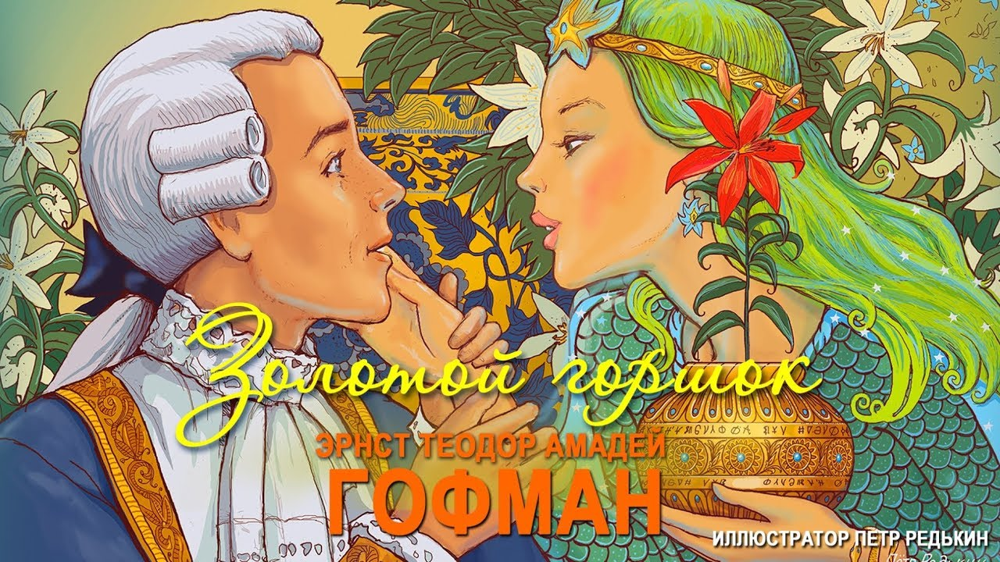 Золотой горшок
ЭРНСТ ТЕОДОР АМАДЕЙ
ГОФМАН
ИЛЛЮСТРАТОР ПЕТР РЕДЬКИН